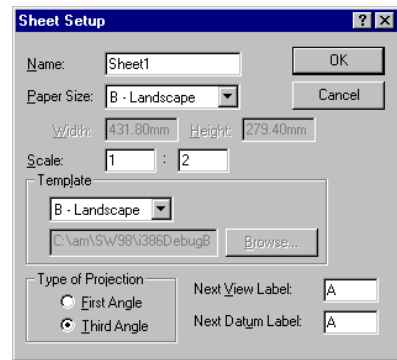 Sheet Setup
Name: Sheet1 OK
Paper Size: B - Landscape Cancel
Width: 431.80mm Height: 279.40mm
Scale: 1 : 2
Template
B - Landscape
C:\am\SW98\i386DebugB Browse...
Type of Projection
First Angle
Third Angle
Next View Label: A
Next Datum Label: A